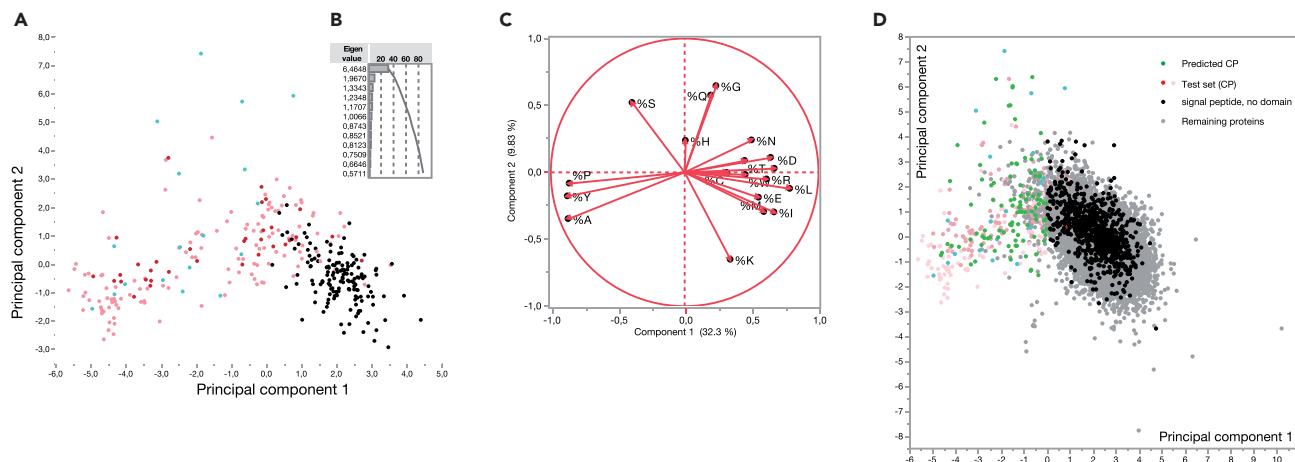 A
8,0
7,0
6,0
5,0
4,0
3,0
2,0
1,0
0,0
-1,0
-2,0
-3,0
-6,0 -5,0 -4,0 -3,0 -2,0 -1,0 0,0 1,0 2,0 3,0 4,0 5,0
Principal component 2
Principal component 1
B
Eigen
value
20 40 60 80
6,4648
1,9670
1,3343
1,2348
1,1707
1,0066
0,8743
0,8521
0,8123
0,7509
0,6646
0,5711
C
1,0
0,5
0,0
-0,5
-1,0
-1,0 -0,5 0,0 0,5 1,0
Component 2 (9.83 %)
Component 1 (32.3 %)
%G
%Q
%S
%H
%N
%D
%T
%P
%C
%R
%L
%Y
%E
%I
%A
%K
D
8
7
6
5
4
3
2
1
0
-1
-2
-3
-4
-5
-6
-7
-8
-6 -5 -4 -3 -2 -1 0 1 2 3 4 5 6 7 8 9 10
Principal component 2
Principal component 1
Predicted CP
Test set (CP)
signal peptide, no domain
Remaining proteins